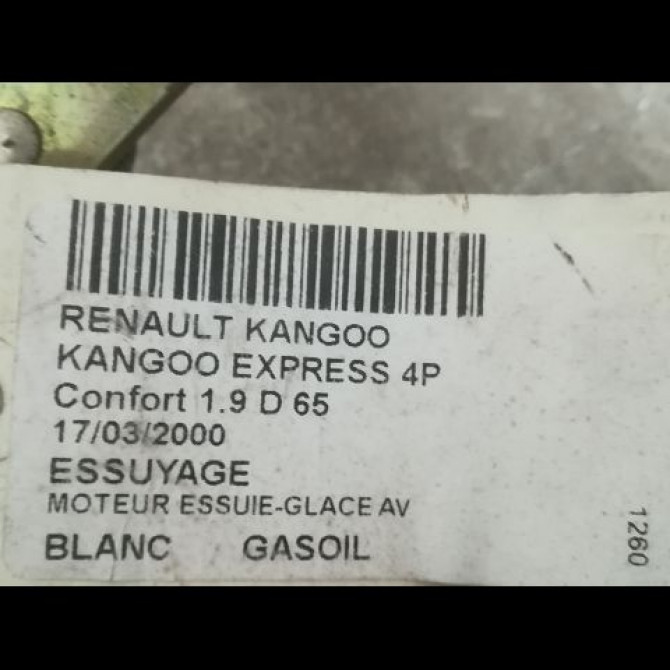 RENAULT KANGOO
KANGOO EXPRESS 4P
Confort 1.9 D 65
17/03/2000
ESSUYAGE
MOTEUR ESSUIE-GLACE AV
BLANC GASOIL
1260